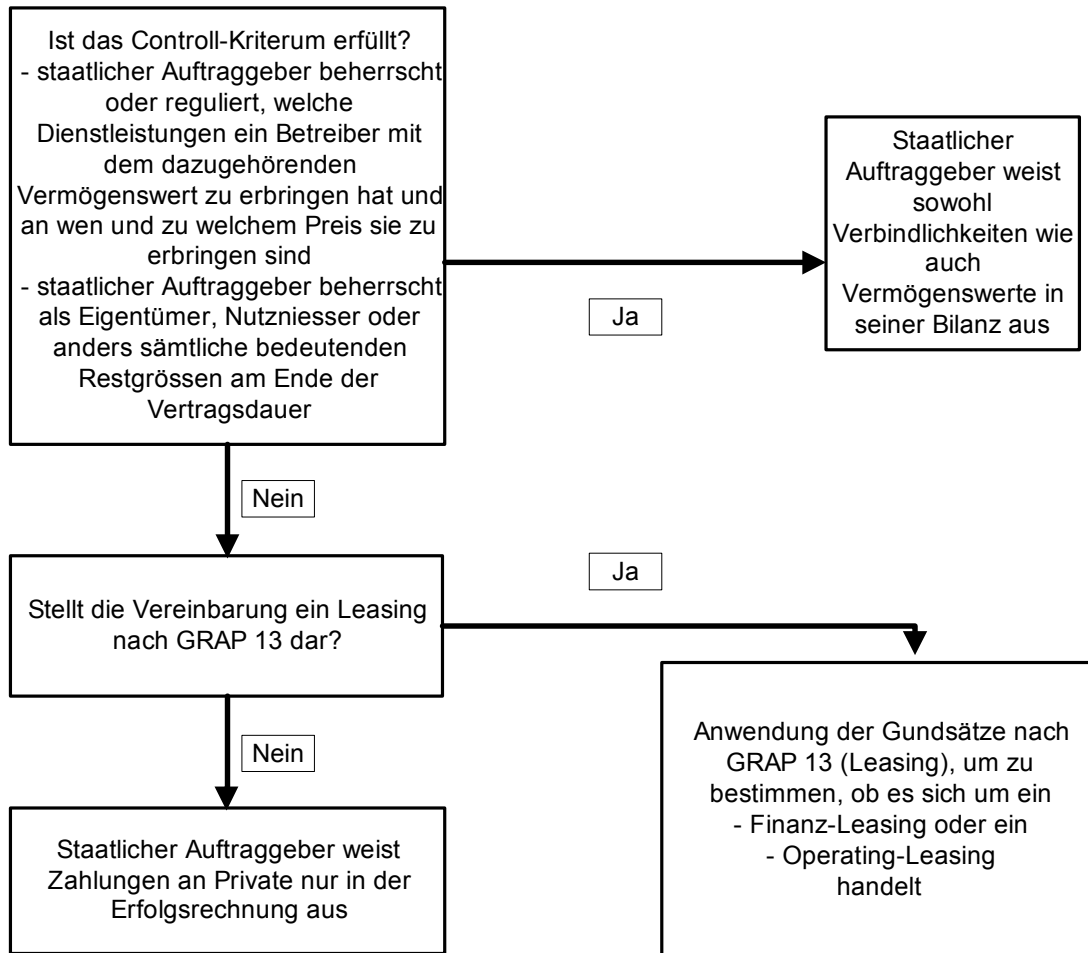 Ist das Controll-Kriterum erfüllt?
- staatlicher Auftraggeber beherrscht
oder reguliert, welche
Dienstleistungen ein Betreiber mit
dem dazugehörenden
Vermögenswert zu erbringen hat und
an wen und zu welchem Preis sie zu
erbringen sind
- staatlicher Auftraggeber beherrscht
als Eigentümer, Nutzniesser oder
anders sämtliche bedeutenden
Restgrössen am Ende der
Vertragsdauer
Ja
Staatlicher
Auftraggeber weist
sowohl
Verbindlichkeiten wie
auch
Vermögenswerte in
seiner Bilanz aus
Nein
Stellt die Vereinbarung ein Leasing
nach GRAP 13 dar?
Ja
Anwendung der Gundsätze nach
GRAP 13 (Leasing), um zu
bestimmen, ob es sich um ein
- Finanz-Leasing oder ein
- Operating-Leasing
handelt
Nein
Staatlicher Auftraggeber weist
Zahlungen an Private nur in der
Erfolgsrechnung aus